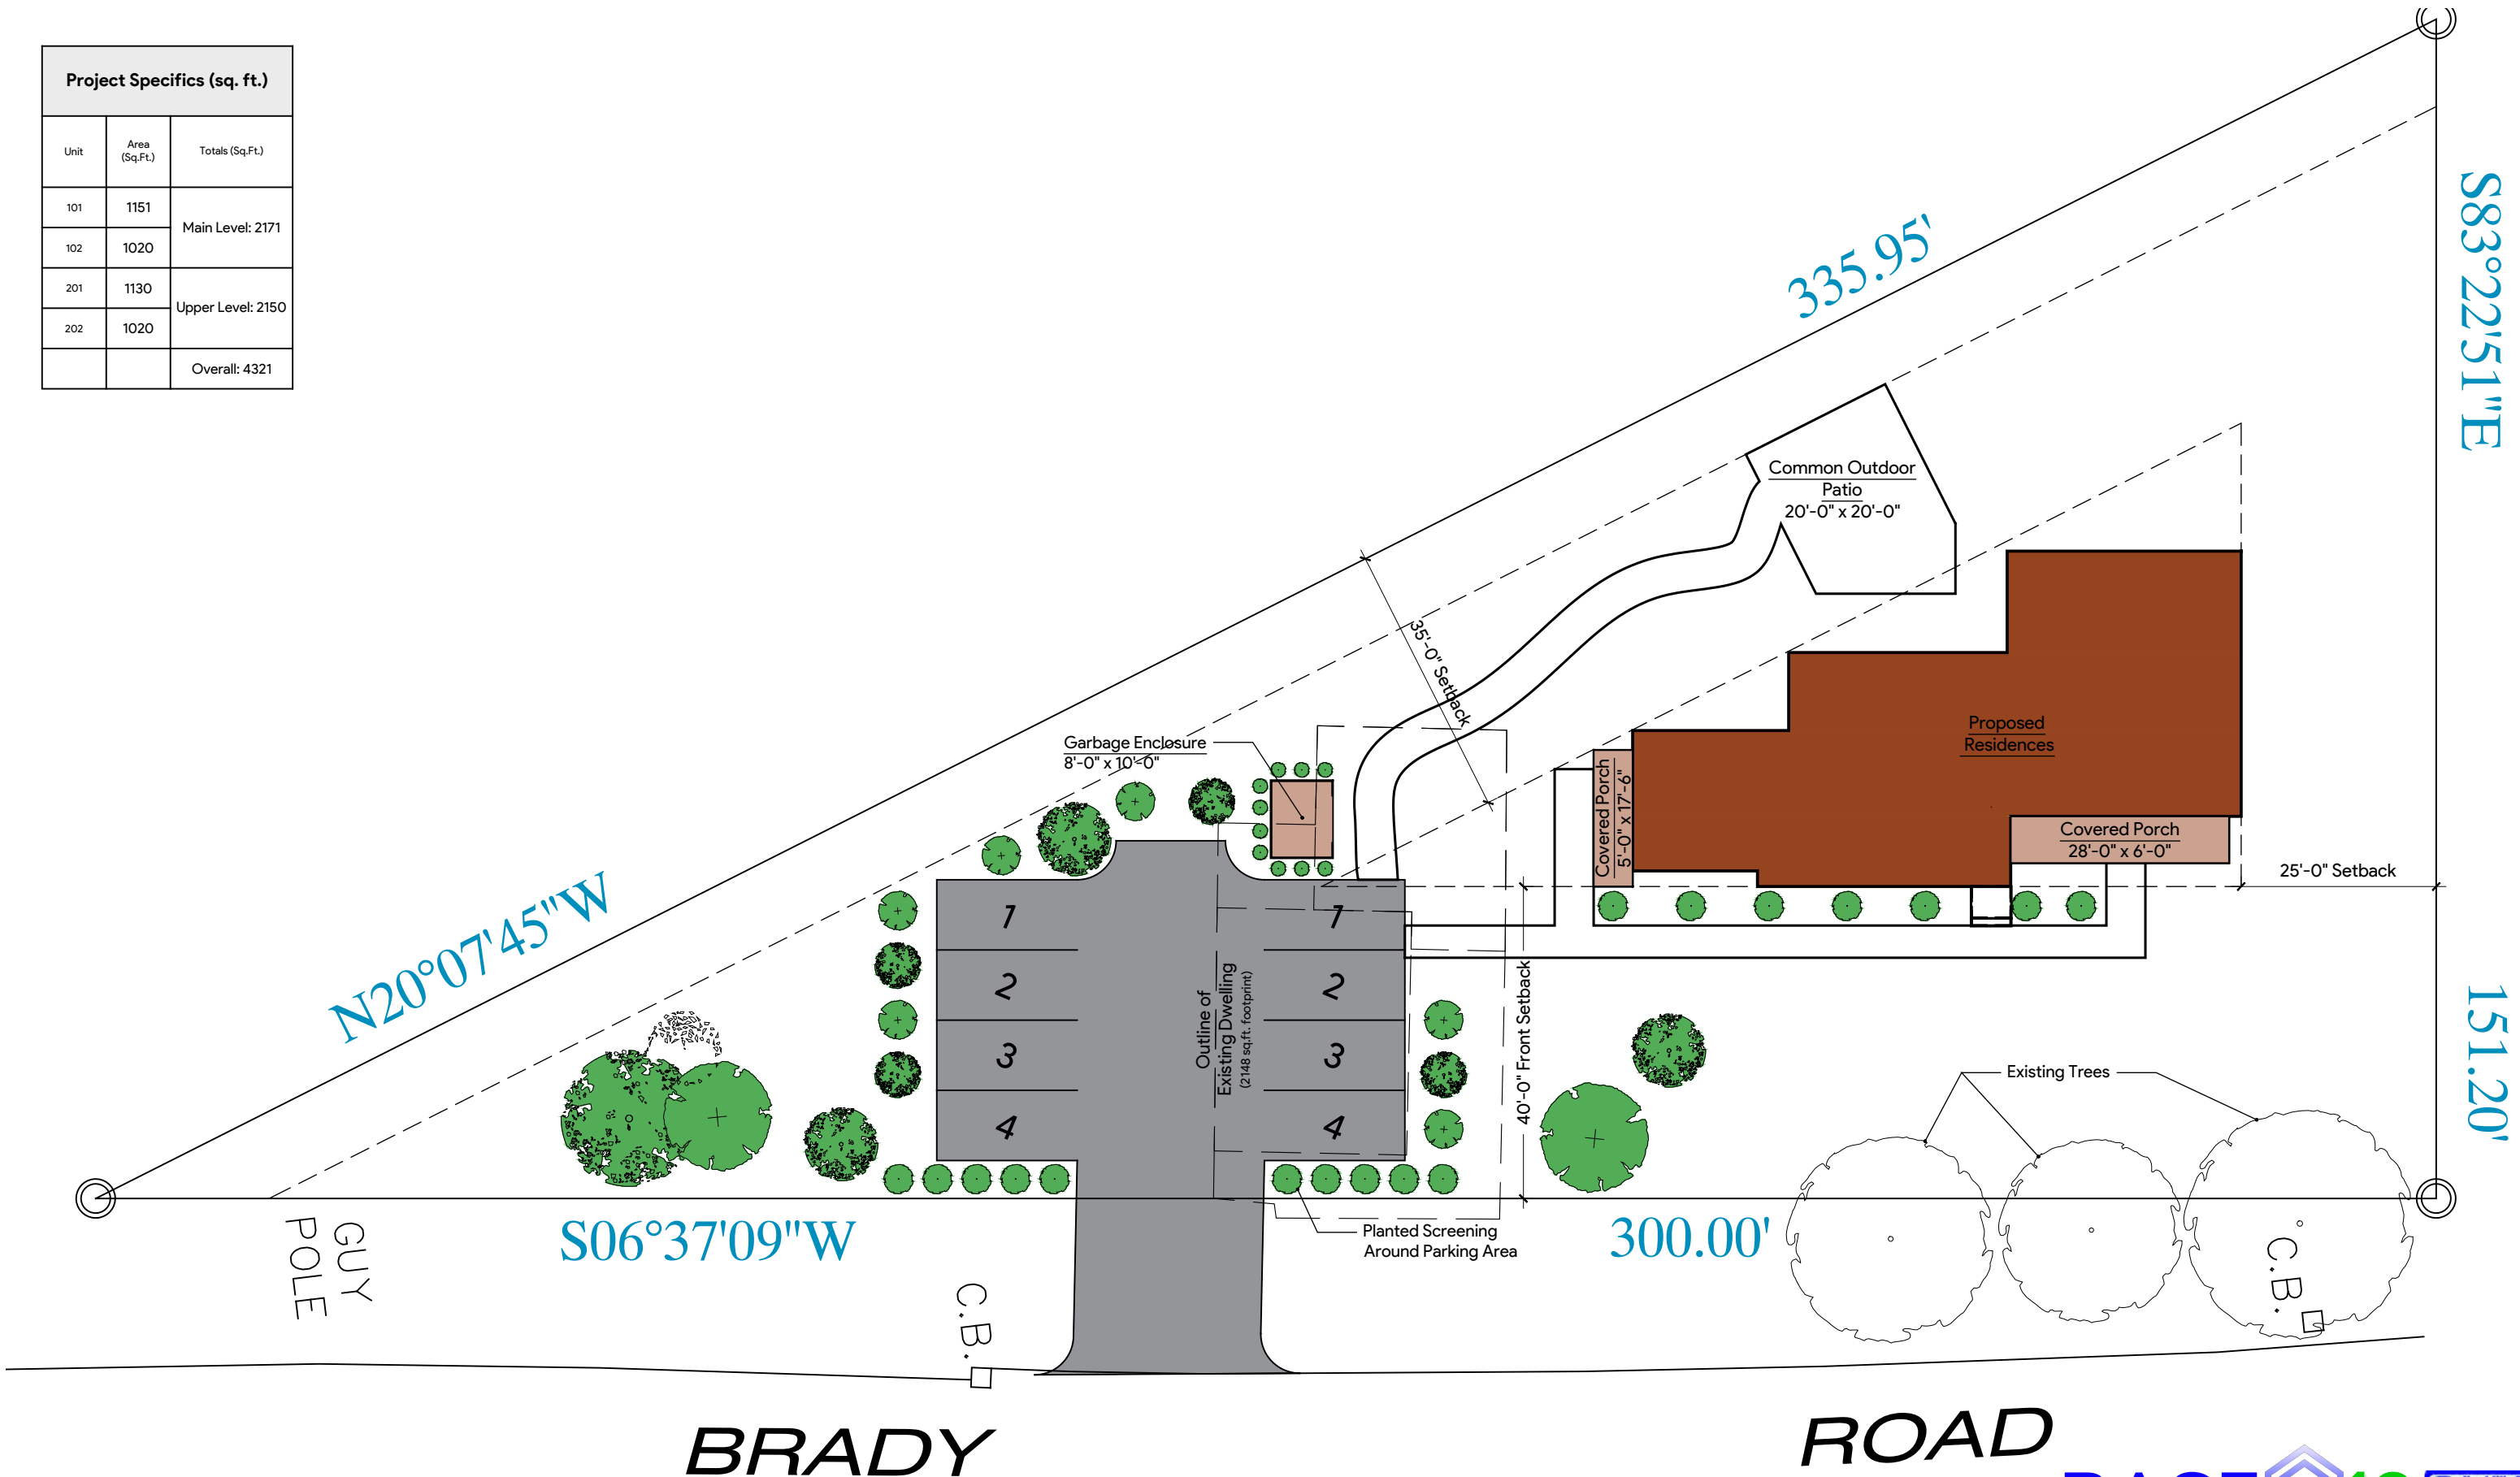 Project Specifics (sq. ft.)
Unit Area (Sq.Ft.) Totals (Sq.Ft.)
101 1151 Main Level: 2171
102 1020
201 1130 Upper Level: 2150
202 1020
Overall: 4321
335.95'
S83°22'51"E
Common Outdoor
Patio
20'-0" x 20'-0"
35'-0" Setback
Garbage Enclosure
8'-0" x 10'-0"
Proposed
Residences
Covered Porch
5'-0" x 17'-6"
Covered Porch
28'-0" x 6'-0"
25'-0" Setback
N20°07'45"W
1
2
3
4
1
2
3
4
Outline of
Existing Dwelling
(2148 sq.ft. footprint)
40'-0" Front Setback
Existing Trees
151.20'
GUY
POLE
S06°37'09"W
Planted Screening
Around Parking Area
300.00'
C.B.
C.B.
BRADY
ROAD